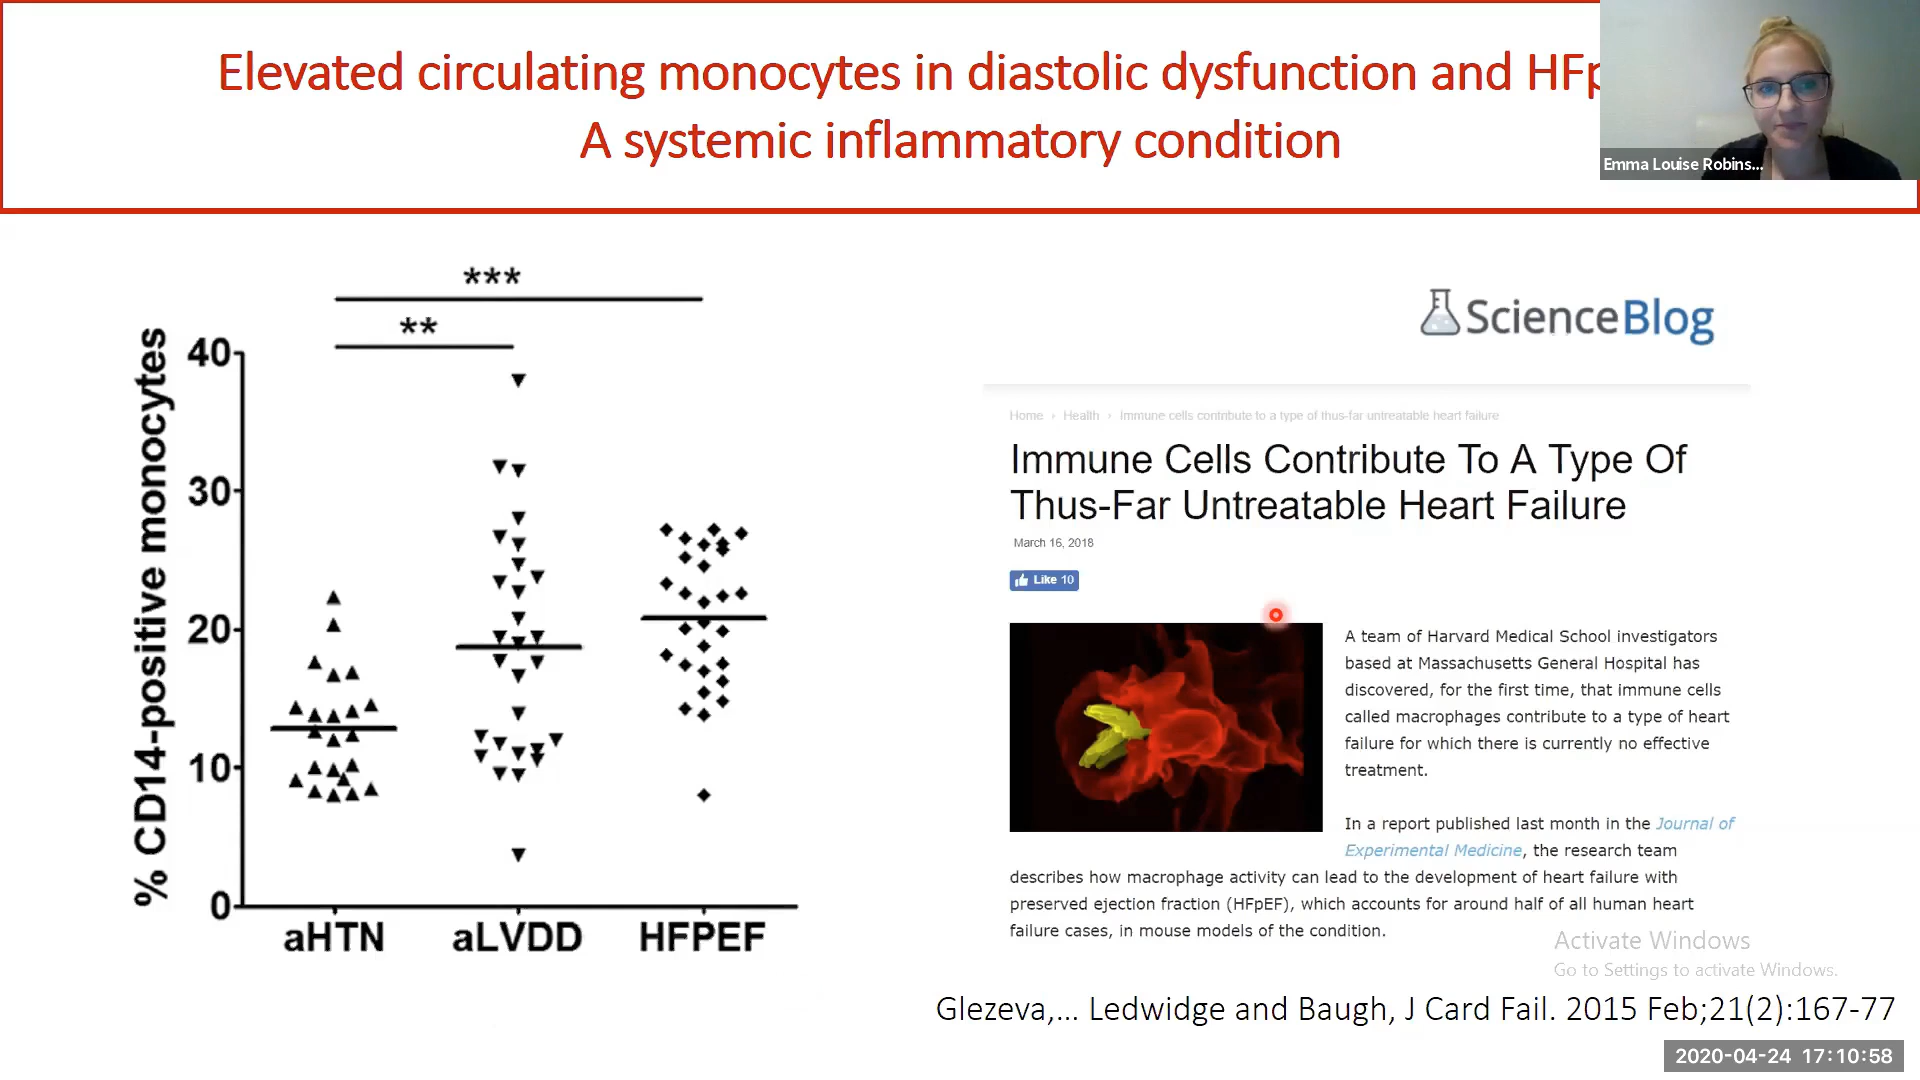 Elevated circulating monocytes in diastolic dysfunction and HFp
A systemic inflammatory condition
Emma Louise Robins...
***
**
% CD14-positive monocytes
40
30
20
10
0
aHTN
aLVDD
HFPEF
ScienceBlog
Home › Health › Immune cells contribute to a type of thus-far untreatable heart failure
Immune Cells Contribute To A Type Of
Thus-Far Untreatable Heart Failure
March 16, 2018
Like 10
A team of Harvard Medical School investigators
based at Massachusetts General Hospital has
discovered, for the first time, that immune cells
called macrophages contribute to a type of heart
failure for which there is currently no effective
treatment.
In a report published last month in the Journal of
Experimental Medicine, the research team
describes how macrophage activity can lead to the development of heart failure with
preserved ejection fraction (HFpEF), which accounts for around half of all human heart
failure cases, in mouse models of the condition.
Activate Windows
Go to Settings to activate Windows.
Glezeva,... Ledwidge and Baugh, J Card Fail. 2015 Feb;21(2):167-77
2020-04-24 17:10:58